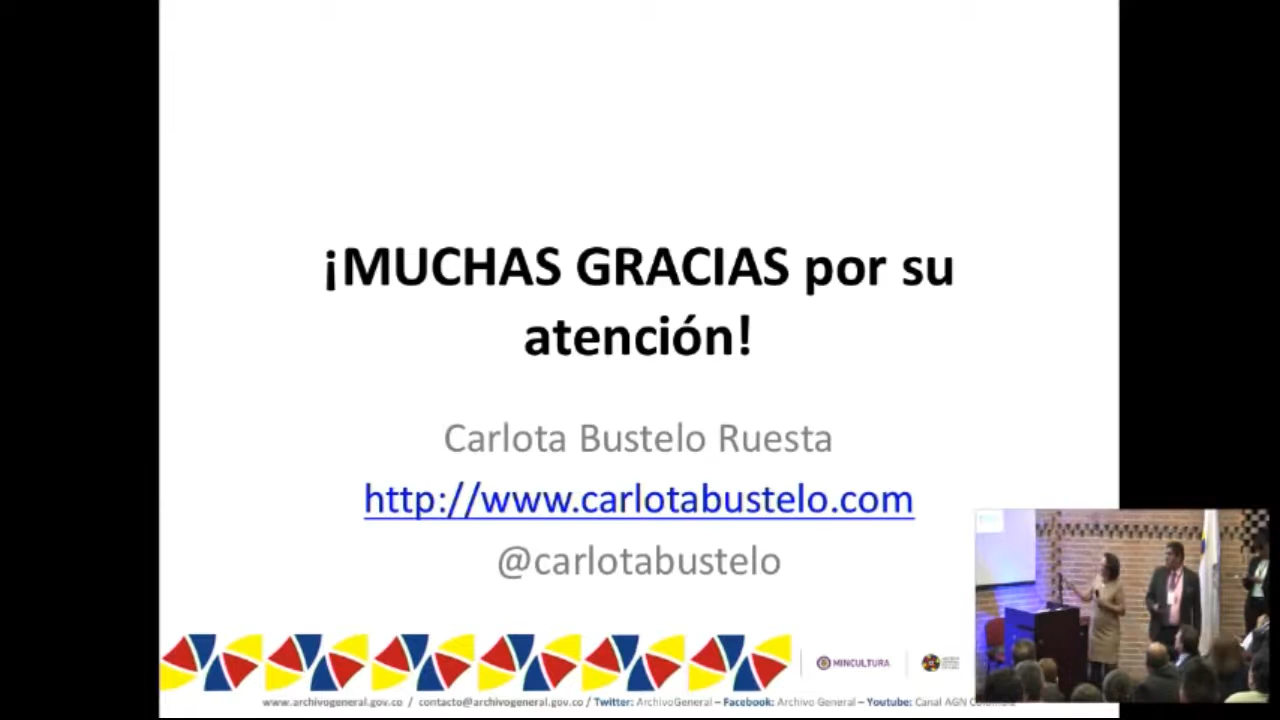 ¡MUCHAS GRACIAS por su
atención!
Carlota Bustelo Ruesta
http://www.carlotabustelo.com
@carlotabustelo
MINCULTURA
www.archivogeneral.gov.co / contacto@archivogeneral.gov.co / Twitter: ArchivoGeneral – Facebook: Archivo General – Youtube: Canal AGN Colombia